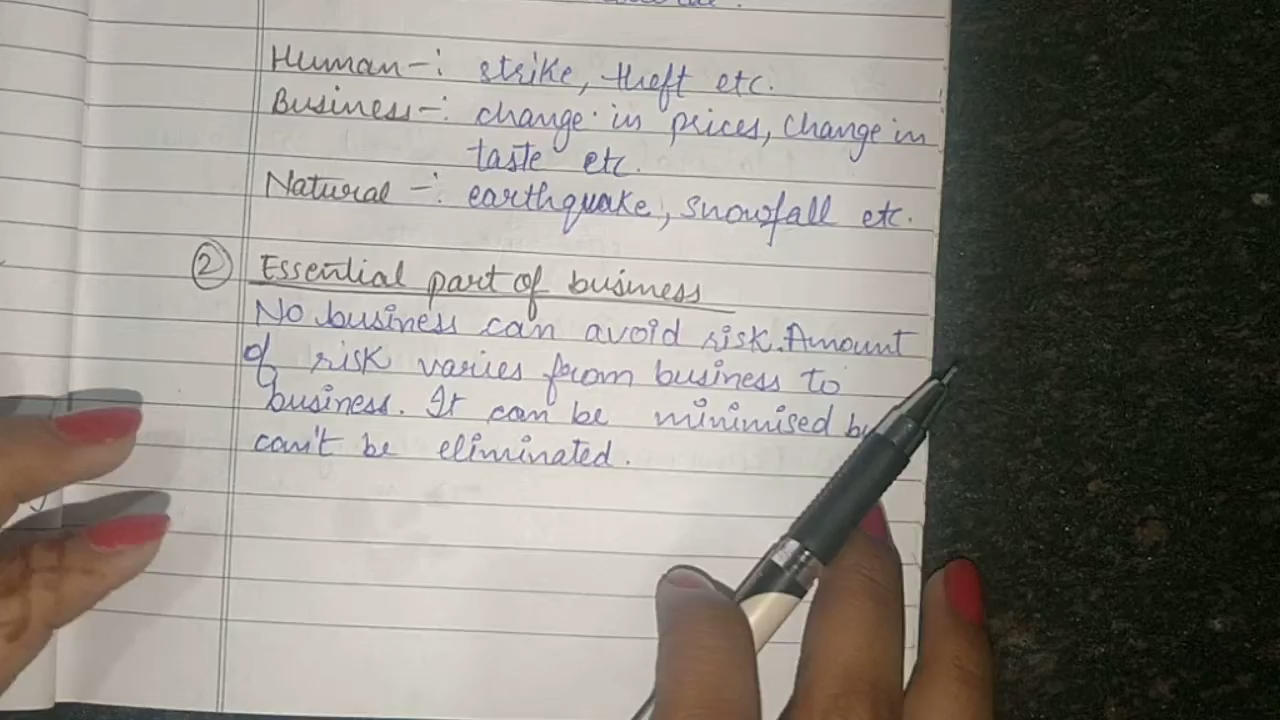 Human -: strike, theft etc.
Business -: change in prices, change in
taste etc.
Natural -: earthquake, snowfall etc.
② Essential part of business
No business can avoid risk. Amount
of risk varies from business to
business. It can be minimised
can't be eliminated.